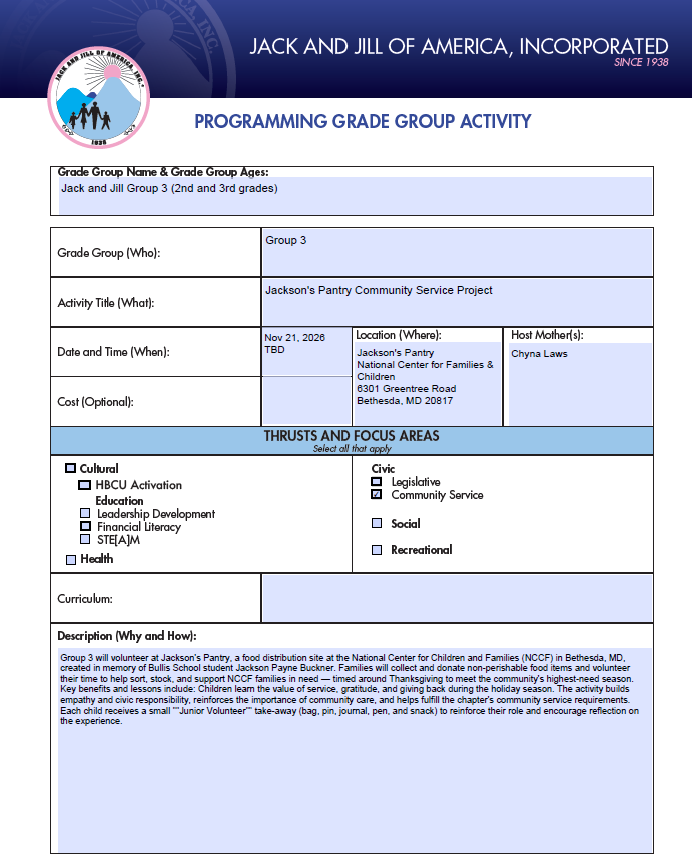 JACK AND JILL OF AMERICA, INCORPORATED
SINCE 1938
JACK AND JILL OF AMERICA, INC.
1938
PROGRAMMING GRADE GROUP ACTIVITY
Grade Group Name & Grade Group Ages:
Jack and Jill Group 3 (2nd and 3rd grades)
Grade Group (Who):
Group 3
Activity Title (What):
Jackson's Pantry Community Service Project
Date and Time (When):
Nov 21, 2026
TBD
Location (Where):
Jackson's Pantry
National Center for Families &
Children
6301 Greentree Road
Bethesda, MD 20817
Host Mother(s):
Chyna Laws
Cost (Optional):
THRUSTS AND FOCUS AREAS
Select all that apply
Cultural
HBCU Activation
Education
Leadership Development
Financial Literacy
STE[A]M
Health
Civic
Legislative
Community Service
Social
Recreational
Curriculum:
Description (Why and How):
Group 3 will volunteer at Jackson's Pantry, a food distribution site at the National Center for Children and Families (NCCF) in Bethesda, MD,
created in memory of Bullis School student Jackson Payne Buckner. Families will collect and donate non-perishable food items and volunteer
their time to help sort, stock, and support NCCF families in need — timed around Thanksgiving to meet the community's highest-need season.
Key benefits and lessons include: Children learn the value of service, gratitude, and giving back during the holiday season. The activity builds
empathy and civic responsibility, reinforces the importance of community care, and helps fulfill the chapter's community service requirements.
Each child receives a small ""Junior Volunteer"" take-away (bag, pin, journal, pen, and snack) to reinforce their role and encourage reflection on
the experience.